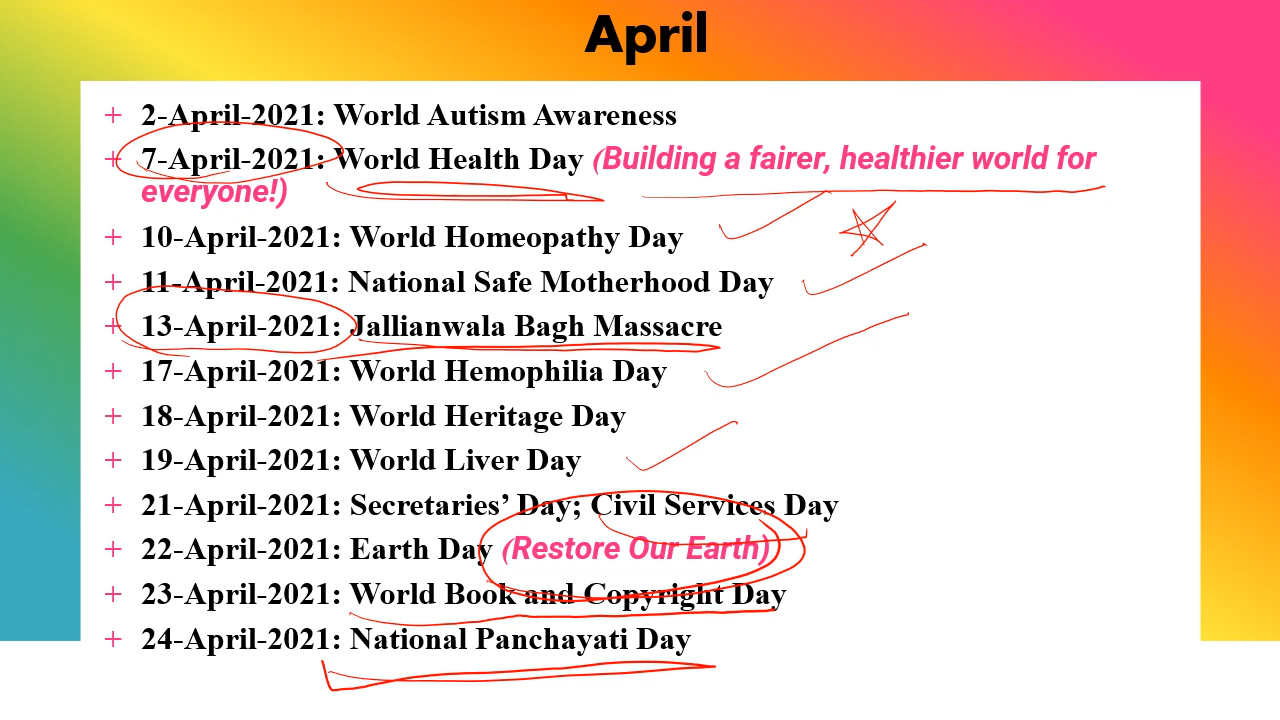 April
+ 2-April-2021: World Autism Awareness
+ 7-April-2021: World Health Day (Building a fairer, healthier world for
everyone!)
+ 10-April-2021: World Homeopathy Day
+ 11-April-2021: National Safe Motherhood Day
+ 13-April-2021: Jallianwala Bagh Massacre
+ 17-April-2021: World Hemophilia Day
+ 18-April-2021: World Heritage Day
+ 19-April-2021: World Liver Day
+ 21-April-2021: Secretaries’ Day; Civil Services Day
+ 22-April-2021: Earth Day (Restore Our Earth)
+ 23-April-2021: World Book and Copyright Day
+ 24-April-2021: National Panchayati Day